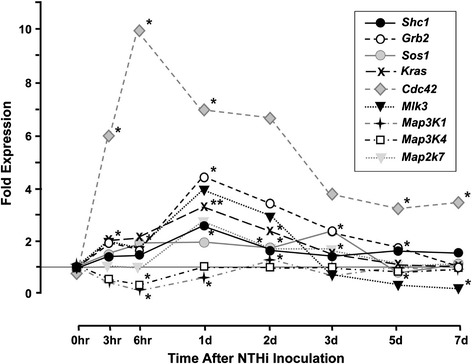 Fold Expression
10
8
6
4
2
0
Shc1
Grb2
Sos1
Kras
Cdc42
Mlk3
Map3K1
Map3K4
Map2k7
* * * * * * * * ** * * * * * * * * * * * * *
0hr 3hr 6hr 1d 2d 3d 5d 7d
Time After NTHi Inoculation